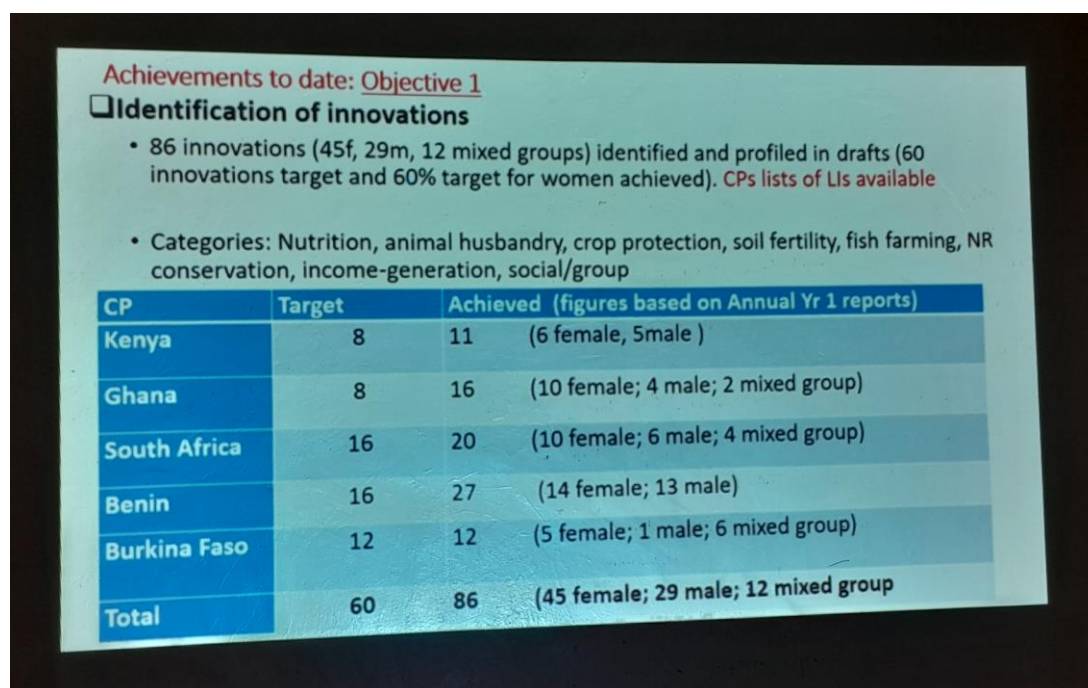 Achievements to date: Objective 1
❑Identification of innovations
• 86 innovations (45f, 29m, 12 mixed groups) identified and profiled in drafts (60
innovations target and 60% target for women achieved). CPs lists of LIs available
• Categories: Nutrition, animal husbandry, crop protection, soil fertility, fish farming, NR
conservation, income-generation, social/group
CP Target Achieved (figures based on Annual Yr 1 reports)
Kenya 8 11 (6 female, 5male )
Ghana 8 16 (10 female; 4 male; 2 mixed group)
South Africa 16 20 (10 female; 6 male; 4 mixed group)
Benin 16 27 (14 female; 13 male)
Burkina Faso 12 12 (5 female; 1 male; 6 mixed group)
Total 60 86 (45 female; 29 male; 12 mixed group